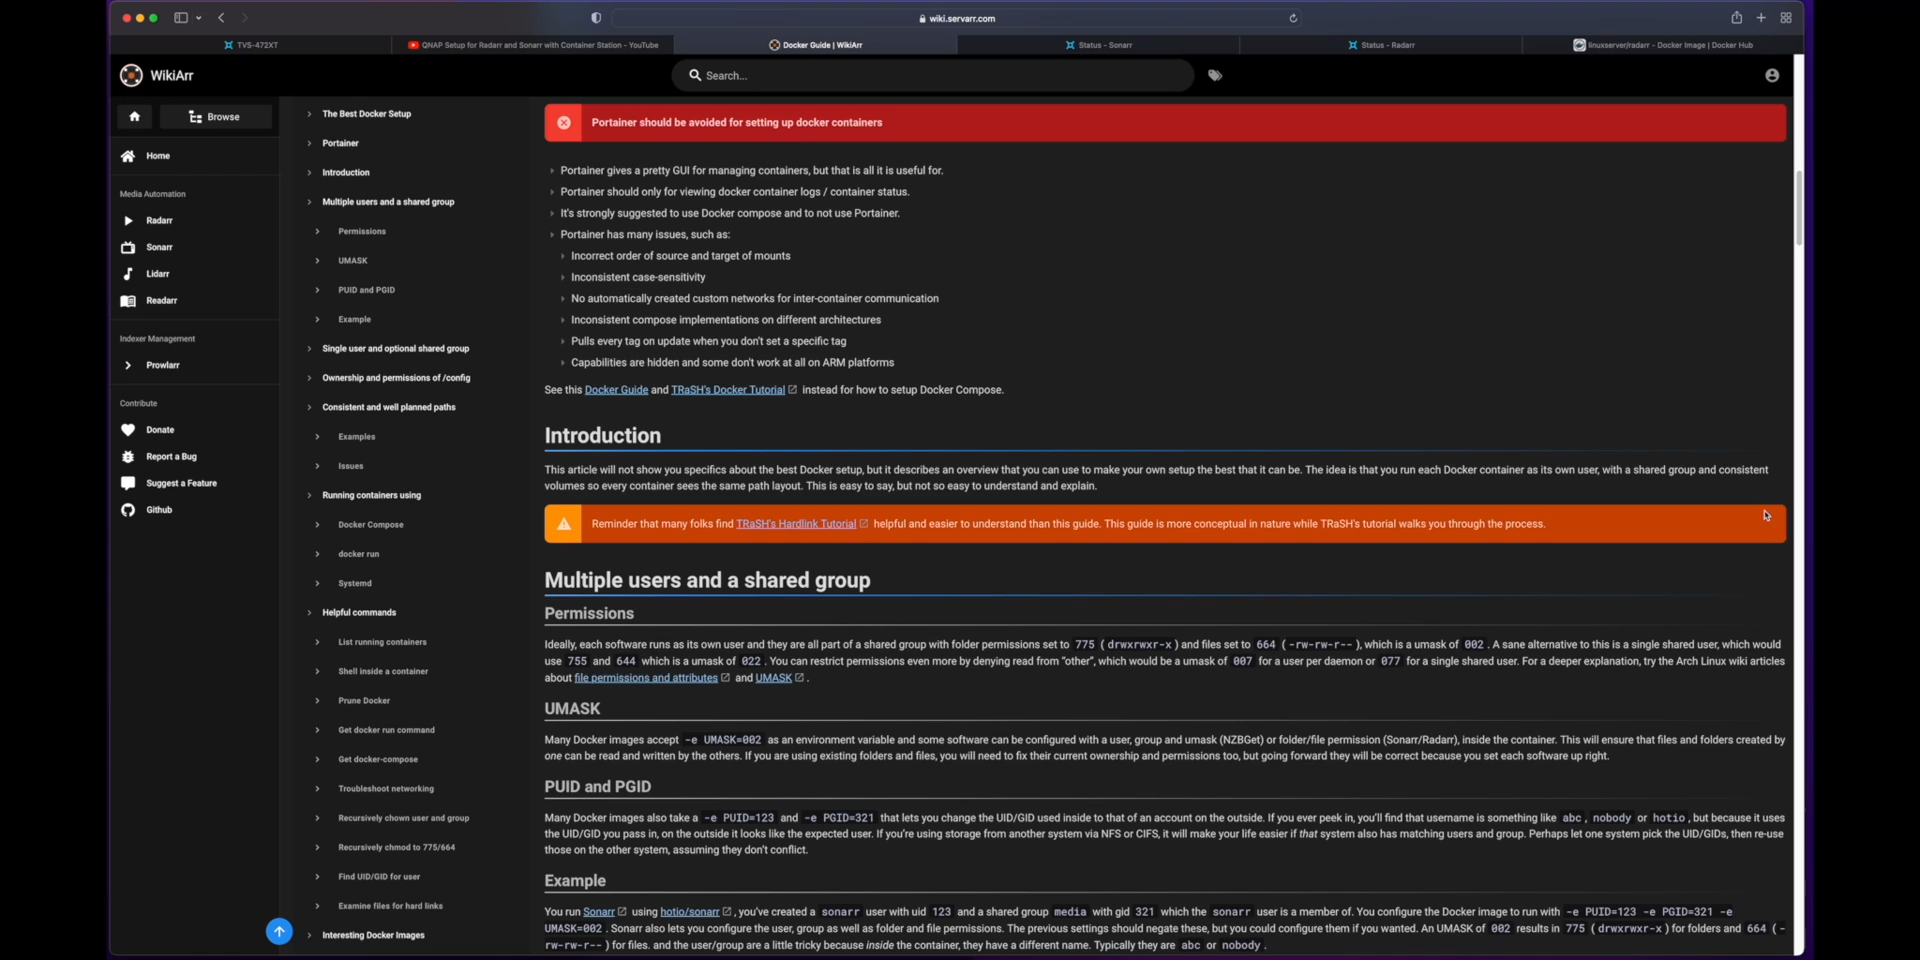 wiki.servarr.com
TVS-472XT
QNAP Setup for Radarr and Sonarr with Container Station - YouTube
Docker Guide | WikiArr
Status - Sonarr
Status - Radarr
linuxserver/radarr - Docker Image | Docker Hub
WikiArr
Search...
Browse
Home
Media Automation
Radarr
Sonarr
Lidarr
Readarr
Indexer Management
Prowlarr
Contribute
Donate
Report a Bug
Suggest a Feature
Github
The Best Docker Setup
Portainer
Introduction
Multiple users and a shared group
Permissions
UMASK
PUID and PGID
Example
Single user and optional shared group
Ownership and permissions of /config
Consistent and well planned paths
Examples
Issues
Running containers using
Docker Compose
docker run
Systemd
Helpful commands
List running containers
Shell inside a container
Prune Docker
Get docker run command
Get docker-compose
Troubleshoot networking
Recursively chown user and group
Recursively chmod to 775/664
Find UID/GID for user
Examine files for hard links
Interesting Docker Images
Portainer should be avoided for setting up docker containers
Portainer gives a pretty GUI for managing containers, but that is all it is useful for.
Portainer should only for viewing docker container logs / container status.
It's strongly suggested to use Docker compose and to not use Portainer.
Portainer has many issues, such as:
Incorrect order of source and target of mounts
Inconsistent case-sensitivity
No automatically created custom networks for inter-container communication
Inconsistent compose implementations on different architectures
Pulls every tag on update when you don't set a specific tag
Capabilities are hidden and some don't work at all on ARM platforms
See this Docker Guide and TRaSH's Docker Tutorial instead for how to setup Docker Compose.
Introduction
This article will not show you specifics about the best Docker setup, but it describes an overview that you can use to make your own setup the best that it can be. The idea is that you run each Docker container as its own user, with a shared group and consistent
volumes so every container sees the same path layout. This is easy to say, but not so easy to understand and explain.
Reminder that many folks find TRaSH's Hardlink Tutorial helpful and easier to understand than this guide. This guide is more conceptual in nature while TRaSH's tutorial walks you through the process.
Multiple users and a shared group
Permissions
Ideally, each software runs as its own user and they are all part of a shared group with folder permissions set to 775 (drwxrwxr-x) and files set to 664 (-rw-rw-r--), which is a umask of 002. A sane alternative to this is a single shared user, which would
use 755 and 644 which is a umask of 022. You can restrict permissions even more by denying read from "other", which would be a umask of 007 for a user per daemon or 077 for a single shared user. For a deeper explanation, try the Arch Linux wiki articles
about file permissions and attributes and UMASK.
UMASK
Many Docker images accept -e UMASK=002 as an environment variable and some software can be configured with a user, group and umask (NZBGet) or folder/file permission (Sonarr/Radarr), inside the container. This will ensure that files and folders created by
one can be read and written by the others. If you are using existing folders and files, you will need to fix their current ownership and permissions too, but going forward they will be correct because you set each software up right.
PUID and PGID
Many Docker images also take a -e PUID=123 and -e PGID=321 that lets you change the UID/GID used inside to that of an account on the outside. If you ever peek in, you'll find that username is something like abc, nobody or hotio, but because it uses
the UID/GID you pass in, on the outside it looks like the expected user. If you're using storage from another system via NFS or CIFS, it will make your life easier if that system also has matching users and group. Perhaps let one system pick the UID/GIDs, then re-use
those on the other system, assuming they don't conflict.
Example
You run Sonarr using hotio/sonarr, you've created a sonarr user with uid 123 and a shared group media with gid 321 which the sonarr user is a member of. You configure the Docker image to run with -e PUID=123 -e PGID=321 -e
UMASK=002. Sonarr also lets you configure the user, group as well as folder and file permissions. The previous settings should negate these, but you could configure them if you wanted. An UMASK of 002 results in 775 (drwxrwxr-x) for folders and 664 (-
rw-rw-r--) for files. and the user/group are a little tricky because inside the container, they have a different name. Typically they are abc or nobody.